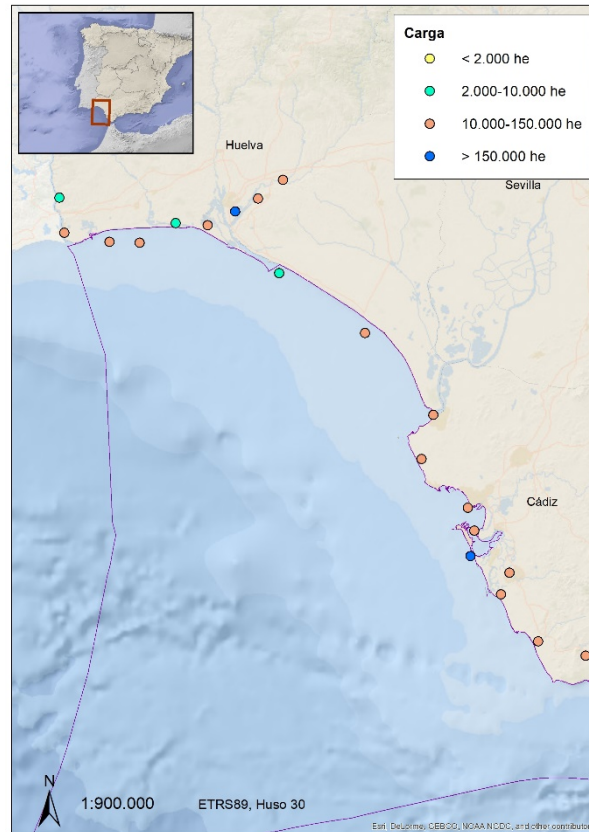 Carga
< 2.000 he
2.000-10.000 he
10.000-150.000 he
> 150.000 he
Huelva
Sevilla
Cádiz
N
1:900.000
ETRS89, Huso 30
Esri, DeLorme, GEBCO, NOAA NGDC, and other contributors